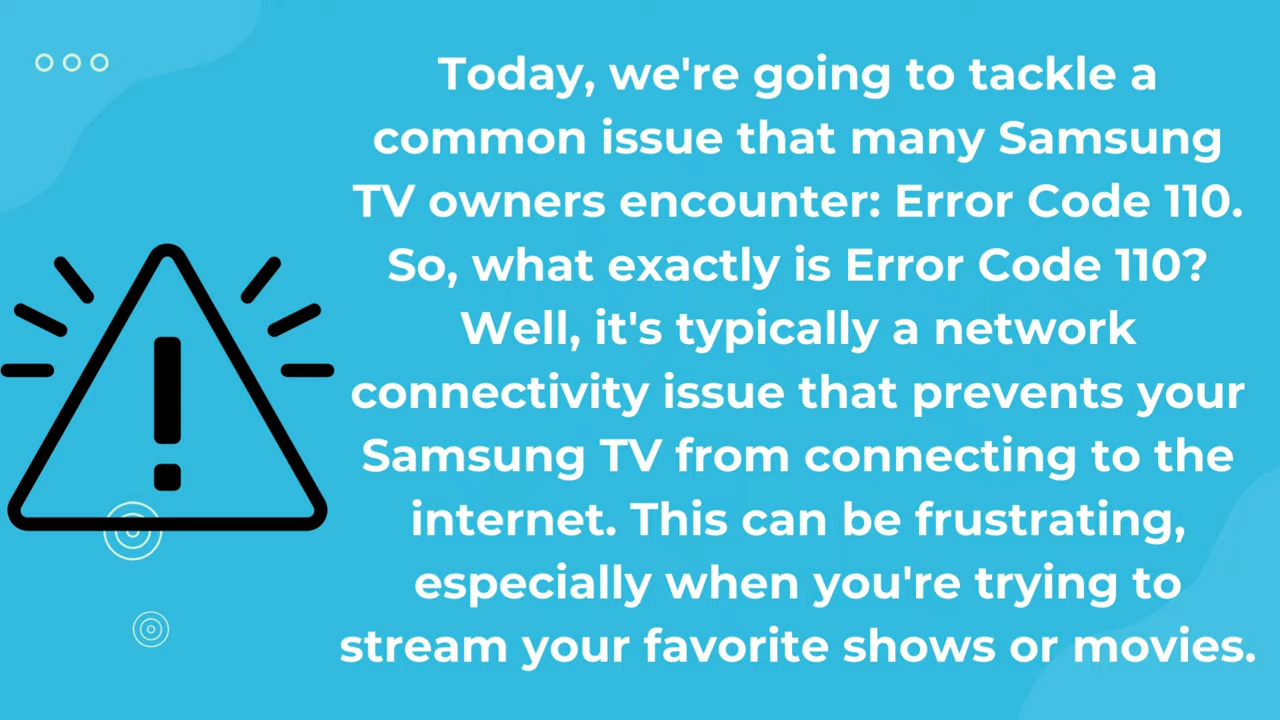 Today, we're going to tackle a
common issue that many Samsung
TV owners encounter: Error Code 110.
So, what exactly is Error Code 110?
Well, it's typically a network
connectivity issue that prevents your
Samsung TV from connecting to the
internet. This can be frustrating,
especially when you're trying to
stream your favorite shows or movies.